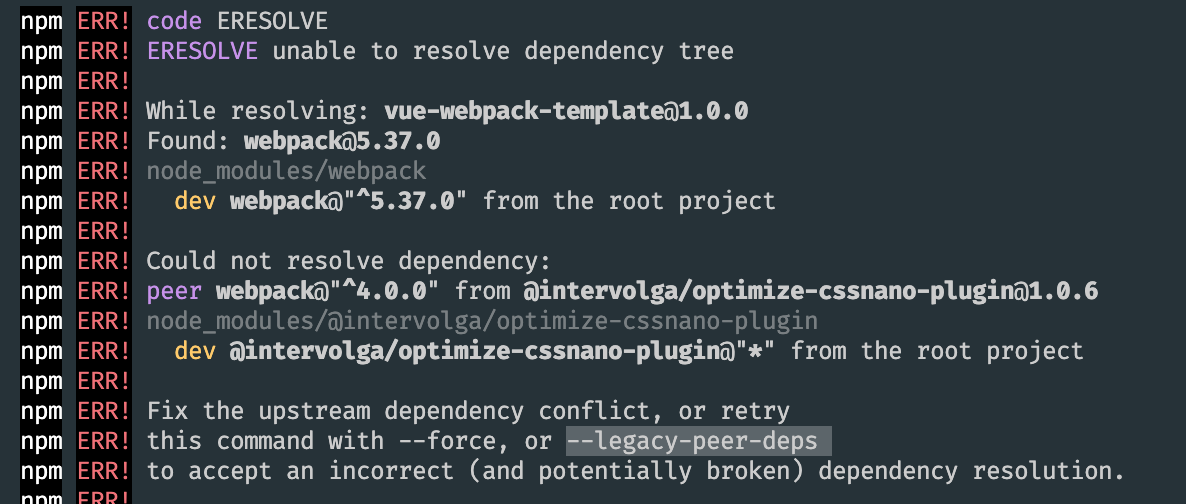 npm ERR! code ERESOLVE
npm ERR! ERESOLVE unable to resolve dependency tree
npm ERR!
npm ERR! While resolving: vue-webpack-template@1.0.0
npm ERR! Found: webpack@5.37.0
npm ERR! node_modules/webpack
npm ERR!   dev webpack@"^5.37.0" from the root project
npm ERR!
npm ERR! Could not resolve dependency:
npm ERR! peer webpack@"^4.0.0" from @intervolga/optimize-cssnano-plugin@1.0.6
npm ERR! node_modules/@intervolga/optimize-cssnano-plugin
npm ERR!   dev @intervolga/optimize-cssnano-plugin@"*" from the root project
npm ERR!
npm ERR! Fix the upstream dependency conflict, or retry
npm ERR! this command with --force, or --legacy-peer-deps
npm ERR! to accept an incorrect (and potentially broken) dependency resolution.
npm ERR!